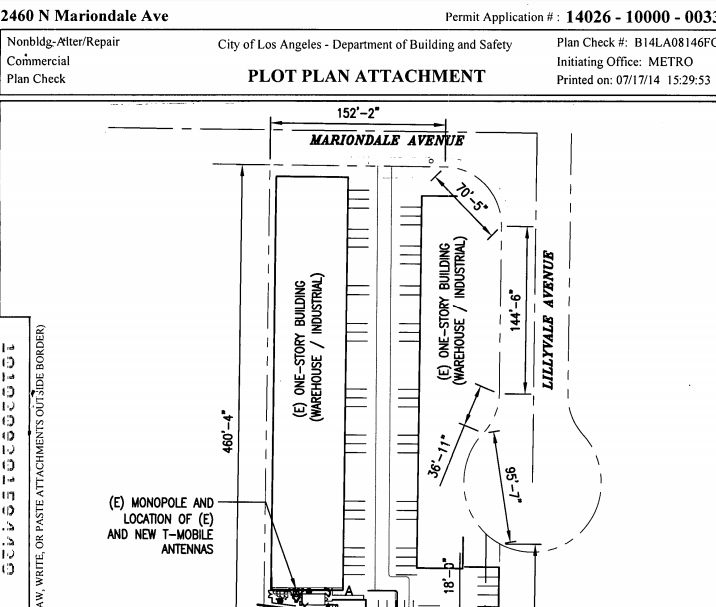 2460 N Mariondale Ave
Permit Application # : 14026 - 10000 - 0033
Nonbldg-Alter/Repair
Commercial
Plan Check
City of Los Angeles - Department of Building and Safety
PLOT PLAN ATTACHMENT
Plan Check #: B14LA08146FO
Initiating Office: METRO
Printed on: 07/17/14 15:29:53
152'-2"
MARIONDALE AVENUE
70'-5"
(E) ONE-STORY BUILDING
(WAREHOUSE / INDUSTRIAL)
(E) ONE-STORY BUILDING
(WAREHOUSE / INDUSTRIAL)
144'-6"
LILLYVALE AVENUE
460'-4"
36'-11"
95'-7"
(E) MONOPOLE AND
LOCATION OF (E)
AND NEW T-MOBILE
ANTENNAS
18'-0"
A
AW, WRITE, OR PASTE ATTACHMENTS OUTSIDE BORDER)